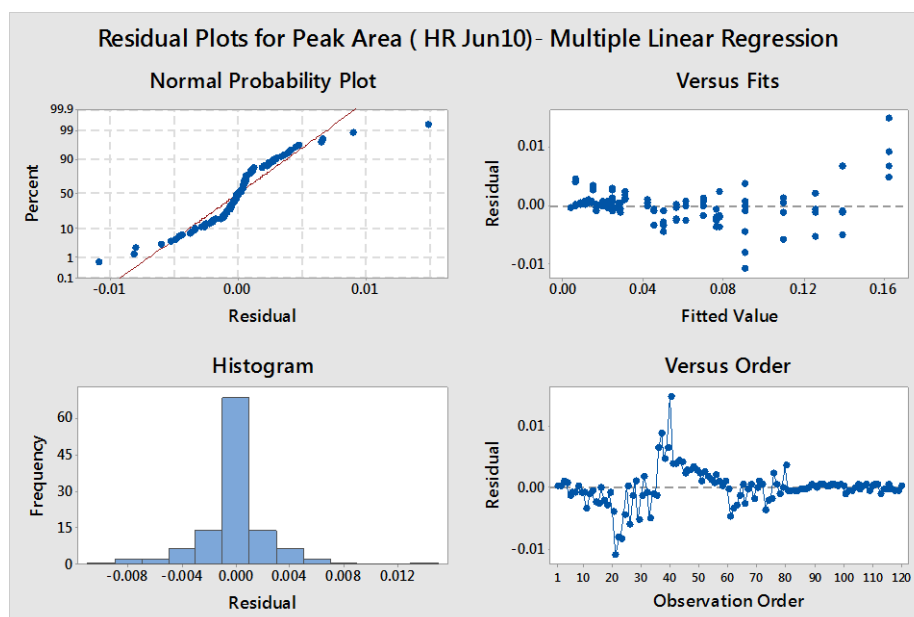 Residual Plots for Peak Area ( HR Jun10)- Multiple Linear Regression
Normal Probability Plot
99.9
99
90
50
10
1
0.1
Percent
-0.01 0.00 0.01
Residual
Versus Fits
0.01
0.00
-0.01
Residual
0.00 0.04 0.08 0.12 0.16
Fitted Value
Histogram
60
45
30
15
0
Frequency
-0.008 -0.004 0.000 0.004 0.008 0.012
Residual
Versus Order
0.01
0.00
-0.01
Residual
1 10 20 30 40 50 60 70 80 90 100 110 120
Observation Order